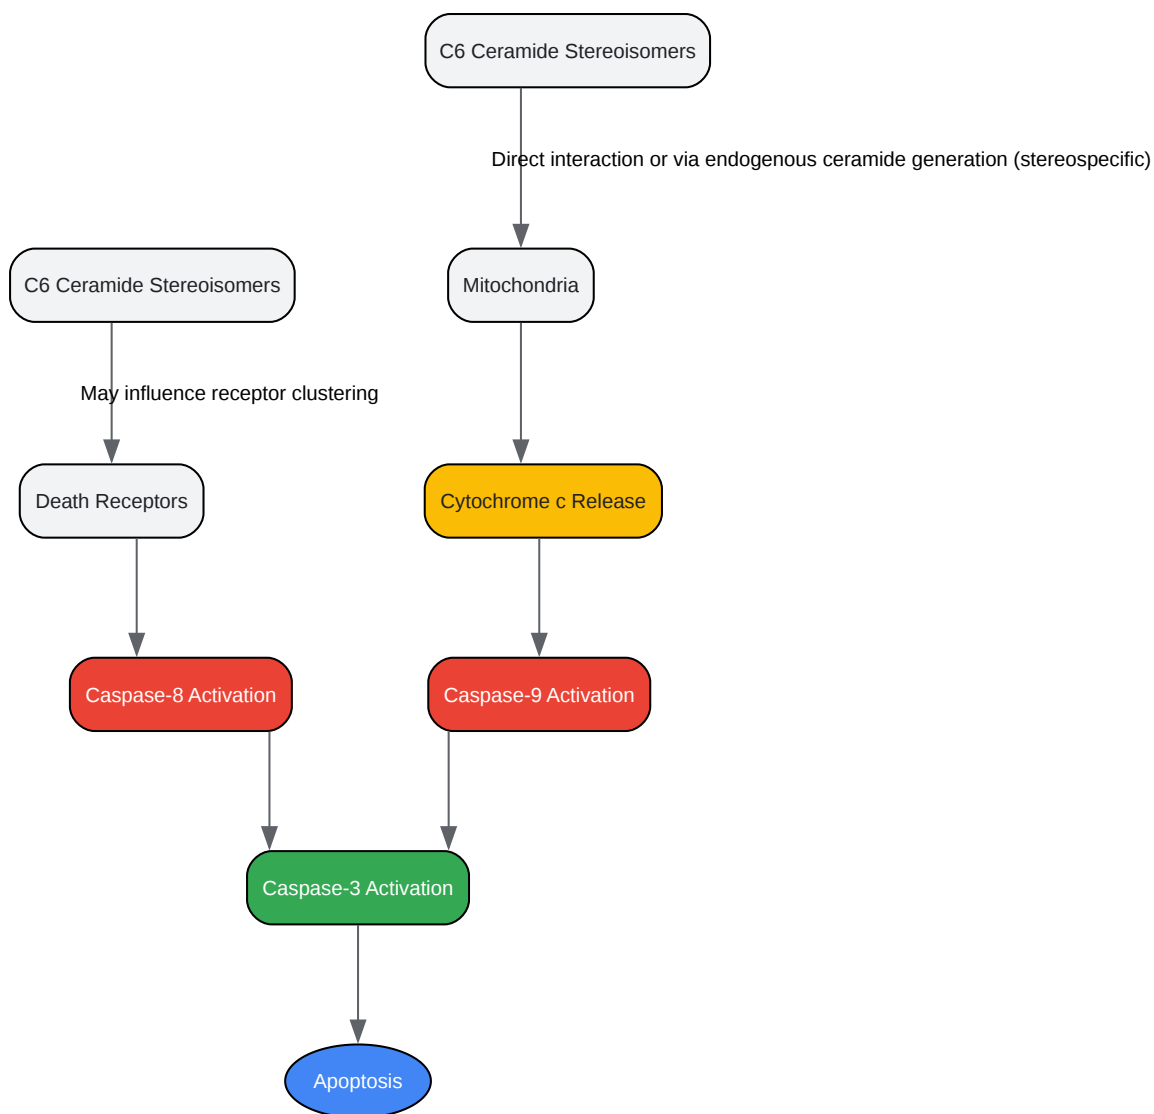 C6 Ceramide Stereoisomers
Direct interaction or via endogenous ceramide generation (stereospecific)
C6 Ceramide Stereoisomers
Mitochondria
May influence receptor clustering
Death Receptors
Cytochrome c Release
Caspase-8 Activation
Caspase-9 Activation
Caspase-3 Activation
Apoptosis